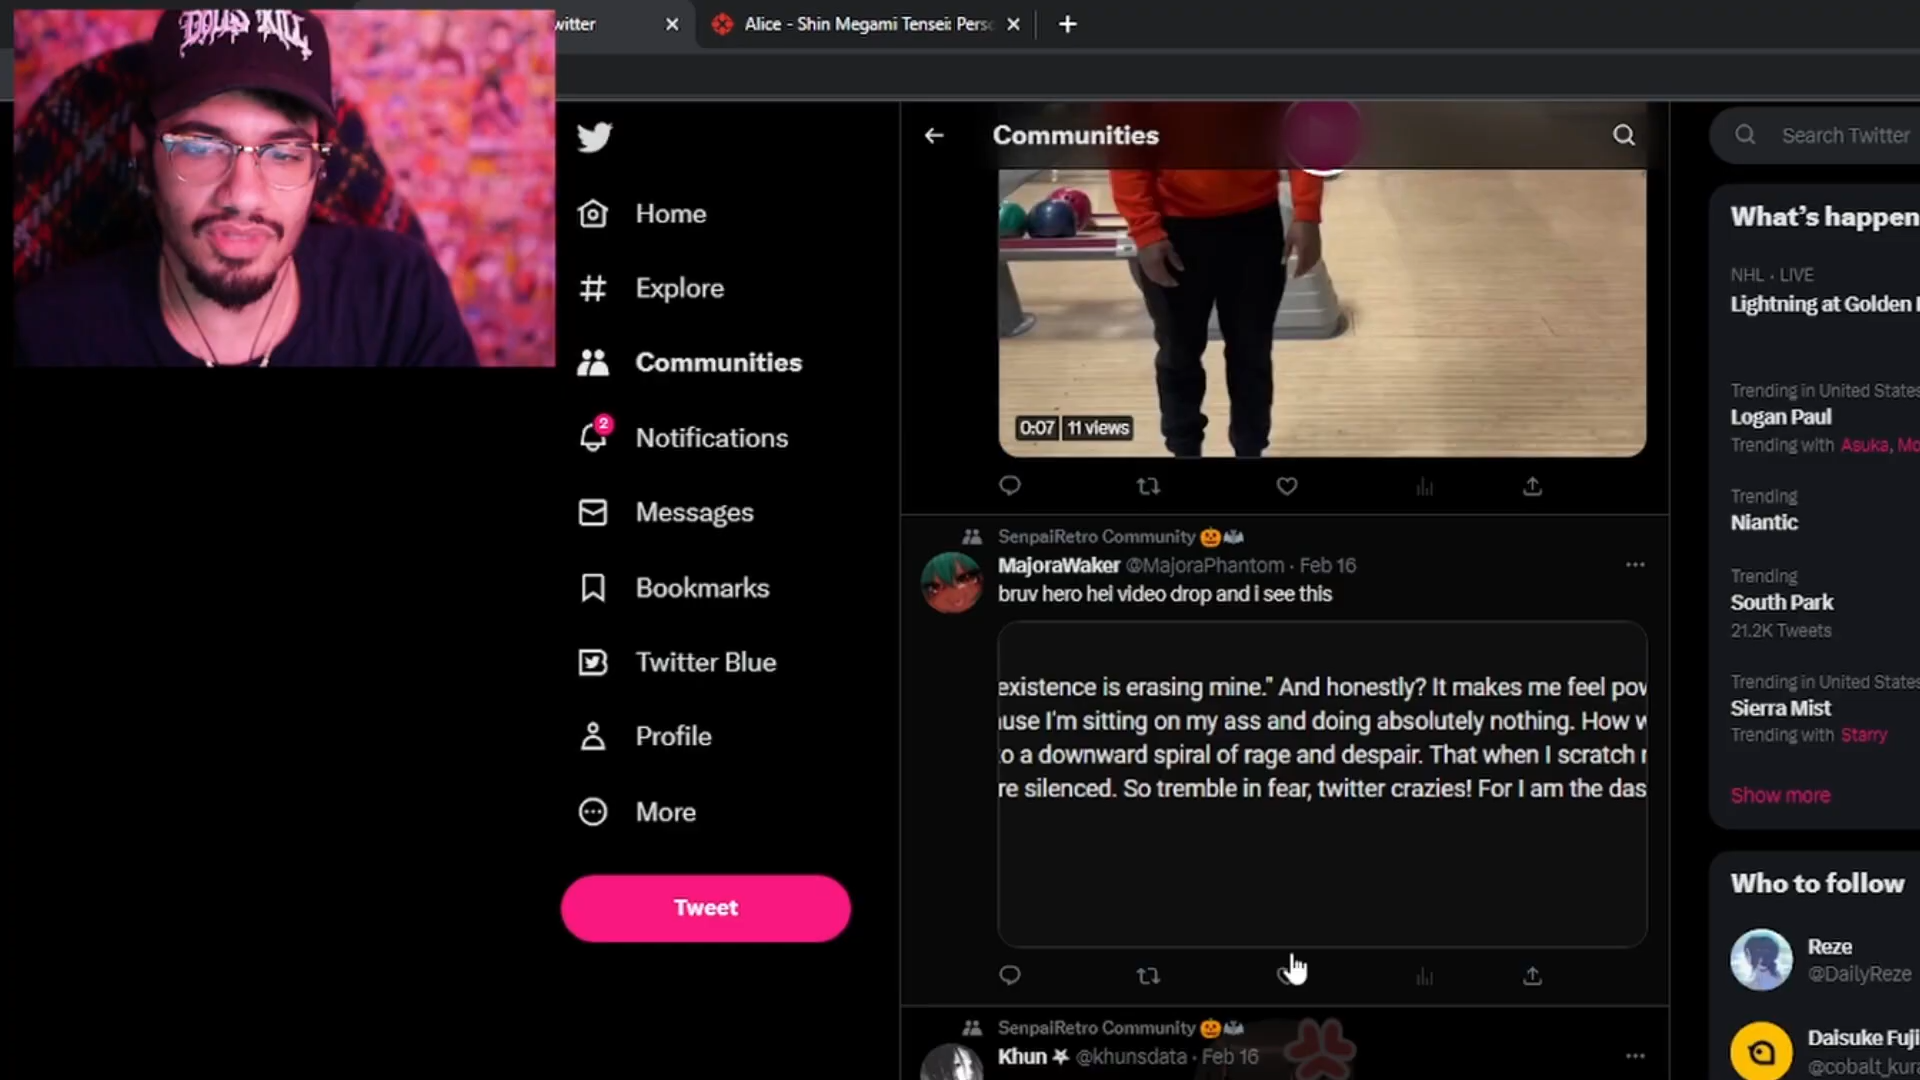 DOLLS KILL
witter
Alice - Shin Megami Tensei: Pers
Communities
Search Twitter
Home
Explore
Communities
Notifications
2
Messages
Bookmarks
Twitter Blue
Profile
More
Tweet
0:07 11 views
SenpaiRetro Community 🎃🦇
MajoraWaker @MajoraPhantom · Feb 16
bruv hero hei video drop and i see this
existence is erasing mine." And honestly? It makes me feel pow
use I'm sitting on my ass and doing absolutely nothing. How w
o a downward spiral of rage and despair. That when I scratch
re silenced. So tremble in fear, twitter crazies! For I am the das
SenpaiRetro Community 🎃🦇
Khun @khunsdata · Feb 16
What's happen
NHL · LIVE
Lightning at Golden
Trending in United States
Logan Paul
Trending with Asuka, Mo
Trending
Niantic
Trending
South Park
21.2K Tweets
Trending in United States
Sierra Mist
Trending with Starry
Show more
Who to follow
Reze
@DailyReze
Daisuke Fuji
@cobalt_kura